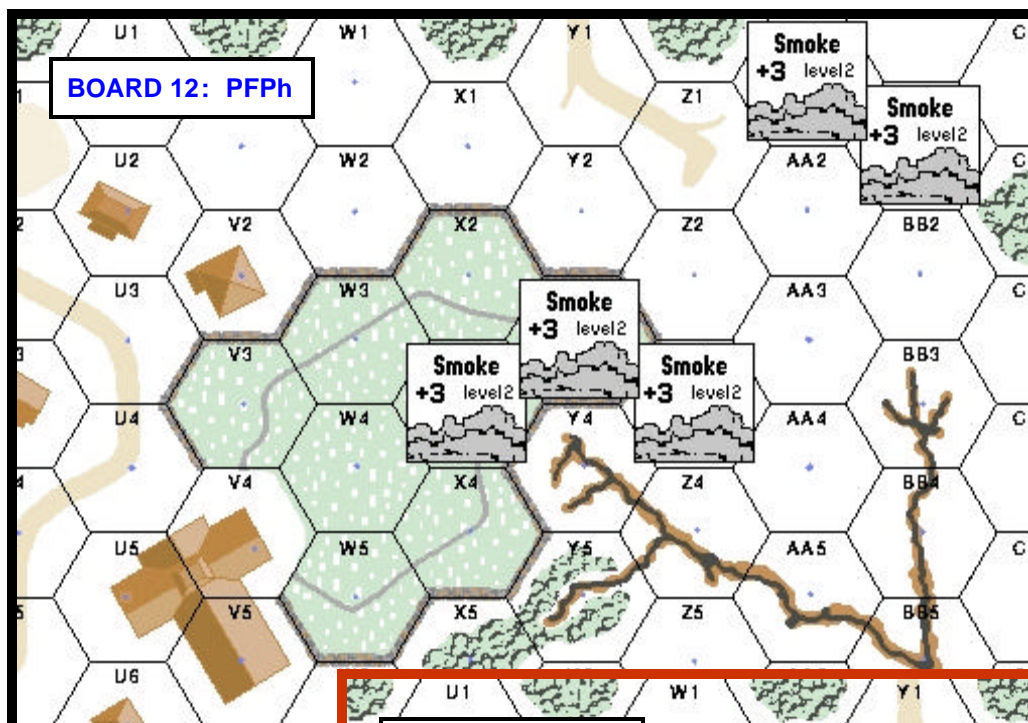 U1 W1 Y1
Smoke
+3 level2
BOARD 12: PFPh
X1 Z1
Smoke
+3 level2
U2 W2 Y2 AA2
V2 X2 Z2 BB2
U3 W3 AA3
Smoke
+3 level2
V3 BB3
Smoke
+3 level2
Smoke
+3 level2
U4 W4 Y4 AA4
V4 X4 Z4 BB4
U5 W5 Y5 AA5
V5 X5 Z5 BB5
U6
U1 W1 Y1